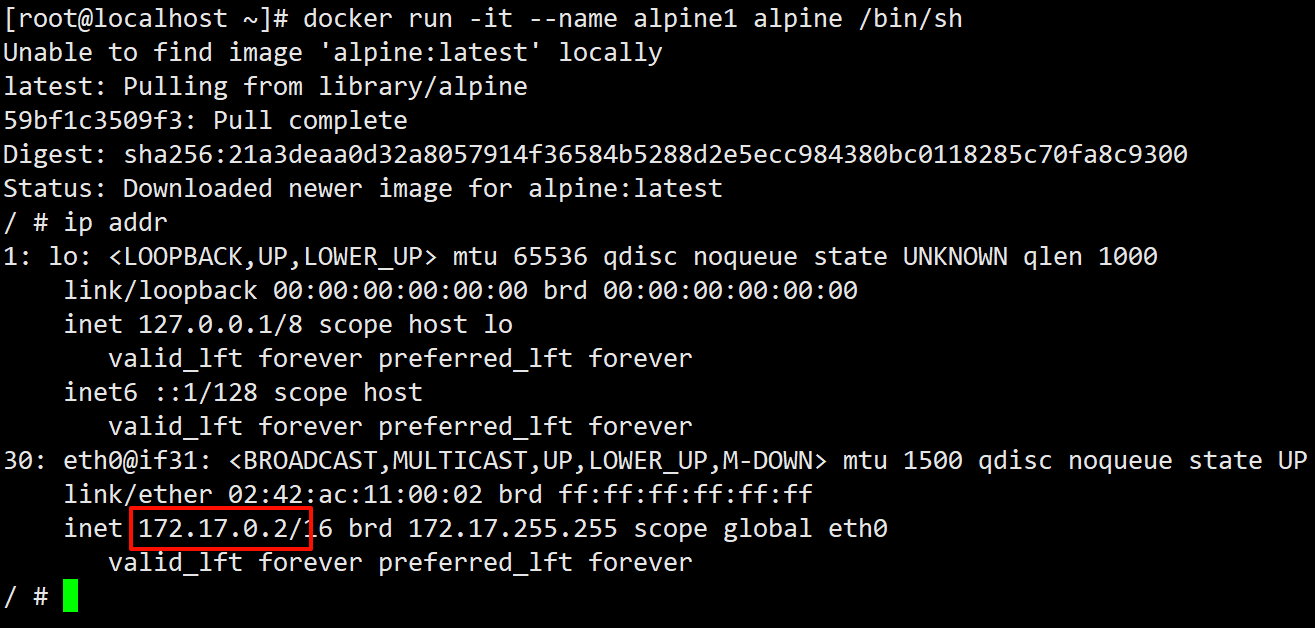 [root@localhost ~]# docker run -it --name alpine1 alpine /bin/sh
Unable to find image 'alpine:latest' locally
latest: Pulling from library/alpine
59bf1c3509f3: Pull complete
Digest: sha256:21a3deaa0d32a8057914f36584b5288d2e5ecc984380bc0118285c70fa8c9300
Status: Downloaded newer image for alpine:latest
/ # ip addr
1: lo: <LOOPBACK,UP,LOWER_UP> mtu 65536 qdisc noqueue state UNKNOWN qlen 1000
    link/loopback 00:00:00:00:00:00 brd 00:00:00:00:00:00
    inet 127.0.0.1/8 scope host lo
       valid_lft forever preferred_lft forever
    inet6 ::1/128 scope host
       valid_lft forever preferred_lft forever
30: eth0@if31: <BROADCAST,MULTICAST,UP,LOWER_UP,M-DOWN> mtu 1500 qdisc noqueue state UP
    link/ether 02:42:ac:11:00:02 brd ff:ff:ff:ff:ff:ff
    inet 172.17.0.2/16 brd 172.17.255.255 scope global eth0
       valid_lft forever preferred_lft forever
/ #